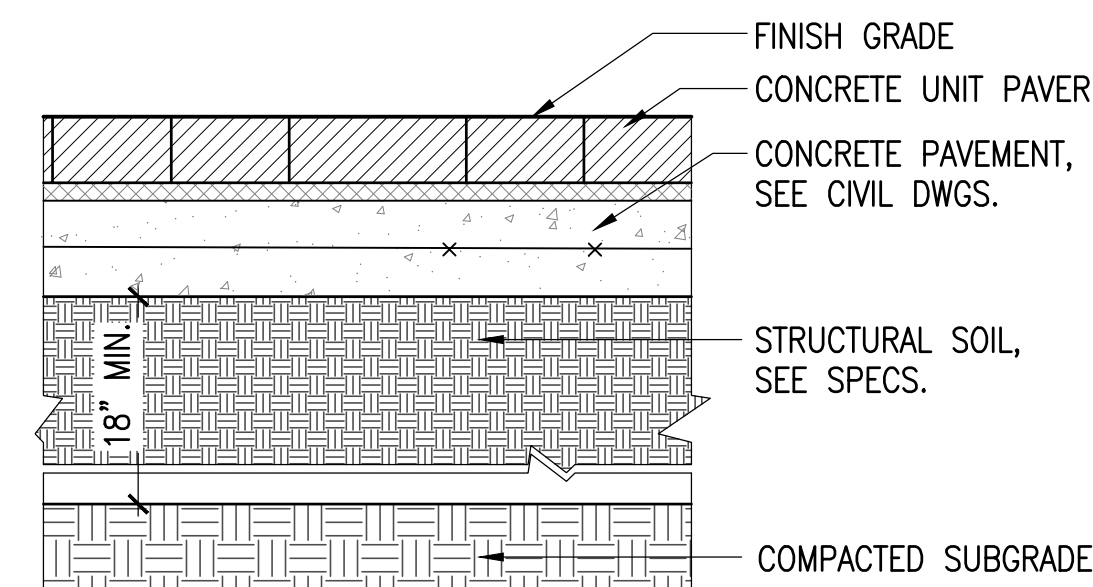 FINISH GRADE
CONCRETE UNIT PAVER
CONCRETE PAVEMENT,
SEE CIVIL DWGS.
18" MIN.
STRUCTURAL SOIL,
SEE SPECS.
COMPACTED SUBGRADE